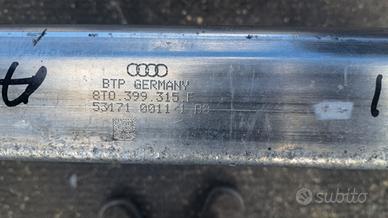 BTP GERMANY
8T0.399.315.F
53171 0011
subito